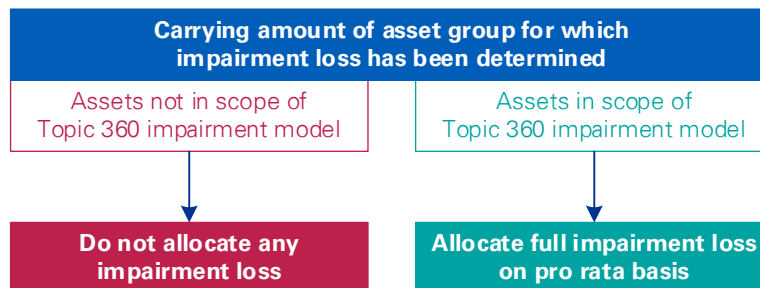 Carrying amount of asset group for which
impairment loss has been determined
Assets not in scope of
Topic 360 impairment model
Assets in scope of
Topic 360 impairment model
Do not allocate any
impairment loss
Allocate full impairment loss
on pro rata basis